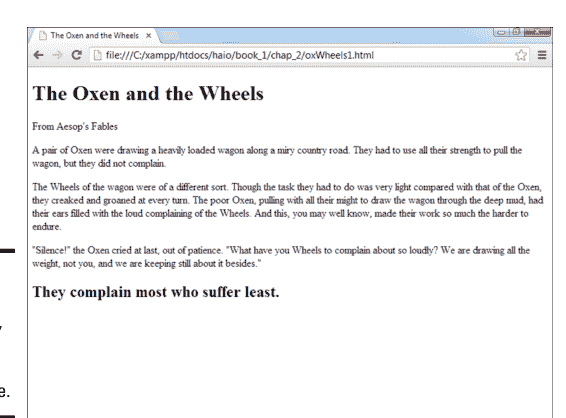 The Oxen and the Wheels
file:///C:/xampp/htdocs/haio/book_1/chap_2/oxWheels1.html
The Oxen and the Wheels
From Aesop's Fables
A pair of Oxen were drawing a heavily loaded wagon along a miry country road. They had to use all their strength to pull the
wagon, but they did not complain.
The Wheels of the wagon were of a different sort. Though the task they had to do was very light compared with that of the Oxen,
they creaked and groaned at every turn. The poor Oxen, pulling with all their might to draw the wagon through the deep mud, had
their ears filled with the loud complaining of the Wheels. And this, you may well know, made their work so much the harder to
endure.
"Silence!" the Oxen cried at last, out of patience. "What have you Wheels to complain about so loudly? We are drawing all the
weight, not you, and we are keeping still about it besides."
They complain most who suffer least.